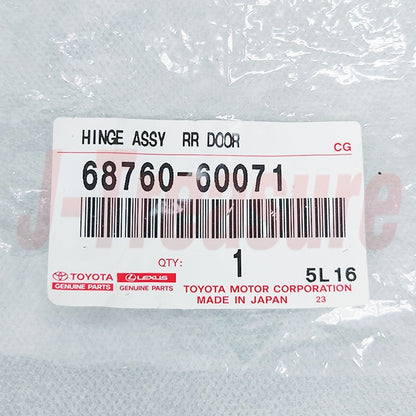 HINGE ASSY RR DOOR
CG
68760-60071
QTY: 1 5L16
TOYOTA LEXUS TOYOTA MOTOR CORPORATION
GENUINE PARTS GENUINE PARTS MADE IN JAPAN 23
J-Treasure